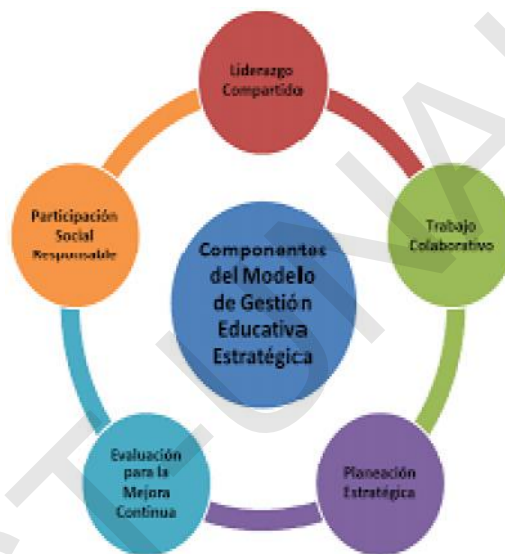 Liderazgo
Compartido
Participación
Social
Responsable
Trabajo
Colaborativo
Componentes
del Modelo
de Gestión
Educativa
Estratégica
Evaluación
para la
Mejora
Continua
Planeación
Estratégica